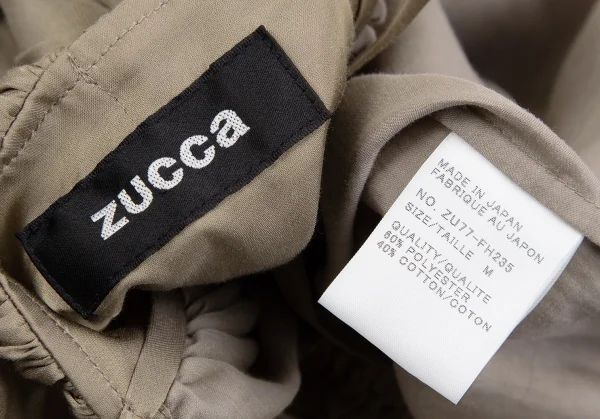 zucca
MADE IN JAPAN
FABRIQUE AU JAPON
NO. ZU77-FH235
SIZE/TAILLE M
QUALITY/QUALITE
60% POLYESTER
40% COTTON/COTON